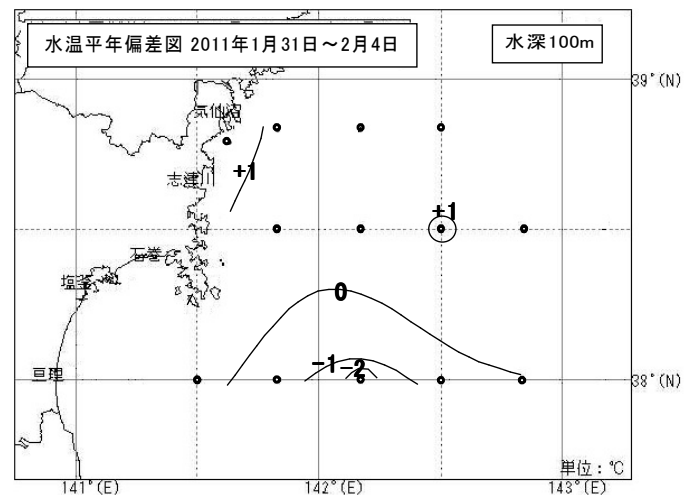 水温平年偏差図 2011年1月31日～2月4日
水深100m
39°(N)
気仙沼
+1
志津川
+1
石巻
塩釜
0
-1
-2
亘理
38°(N)
単位：℃
141°(E)
142°(E)
143°(E)